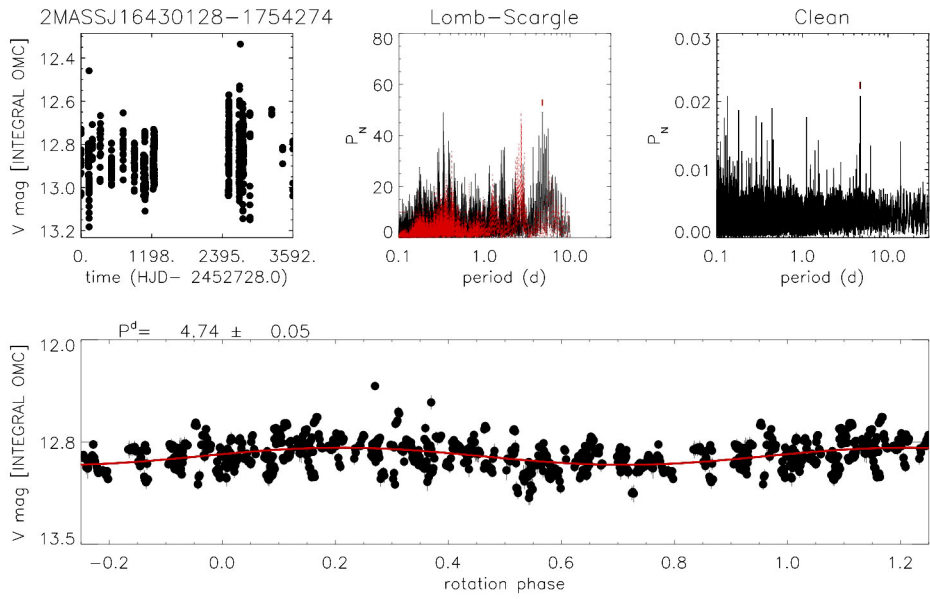 2MASSJ16430128-1754274
Lomb-Scargle
Clean
V mag [INTEGRAL OMC]
12.4
12.6
12.8
13.0
13.2
0. 1198. 2395. 3592.
time (HJD- 2452728.0)
P_N
80
60
40
20
0
0.1 1.0 10.0
period (d)
P_N
0.03
0.02
0.01
0.00
0.1 1.0 10.0
period (d)
P^d= 4.74 ± 0.05
V mag [INTEGRAL OMC]
12.0
12.8
13.5
-0.2 0.0 0.2 0.4 0.6 0.8 1.0 1.2
rotation phase